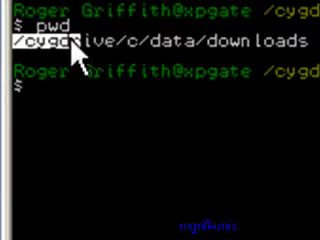 Roger Griffith@xpgate /cygd
$ pwd
/cygdrive/c/data/downloads
Roger Griffith@xpgate /cygd
$